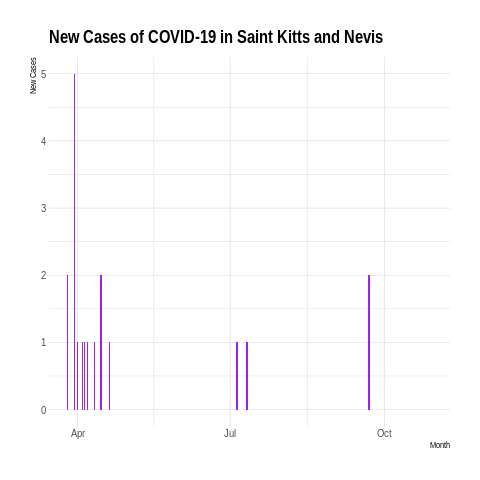 New Cases of COVID-19 in Saint Kitts and Nevis
New Cases
5
4
3
2
1
0
Apr
Jul
Oct
Month